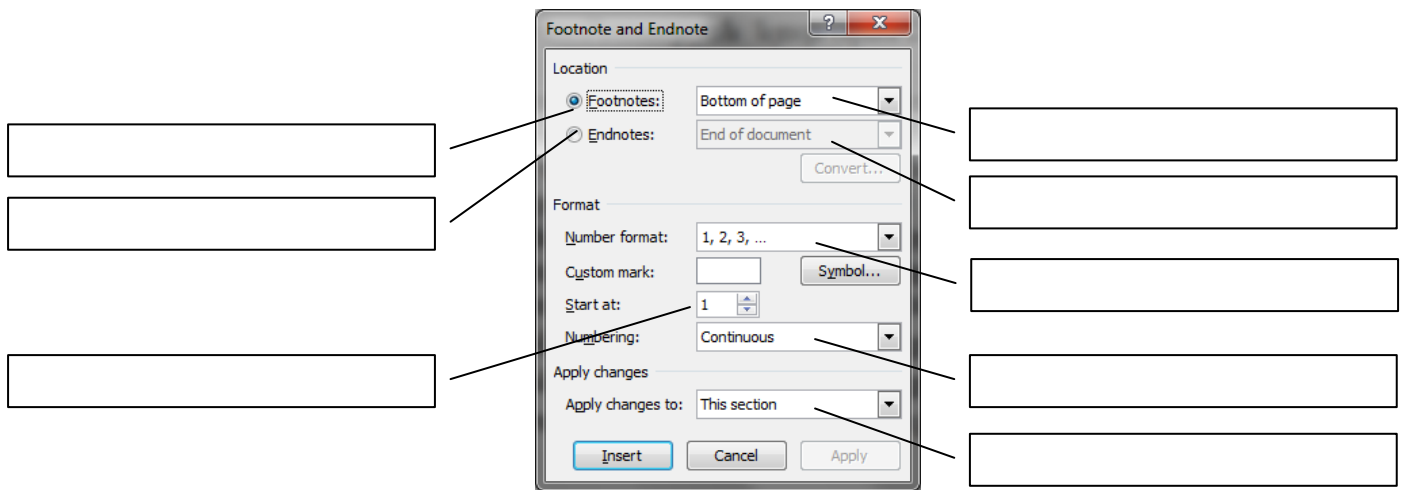 Footnote and Endnote
Location
Footnotes: Bottom of page
Endnotes: End of document
Convert...
Format
Number format: 1, 2, 3, ...
Custom mark: Symbol...
Start at: 1
Numbering: Continuous
Apply changes
Apply changes to: This section
Insert Cancel Apply